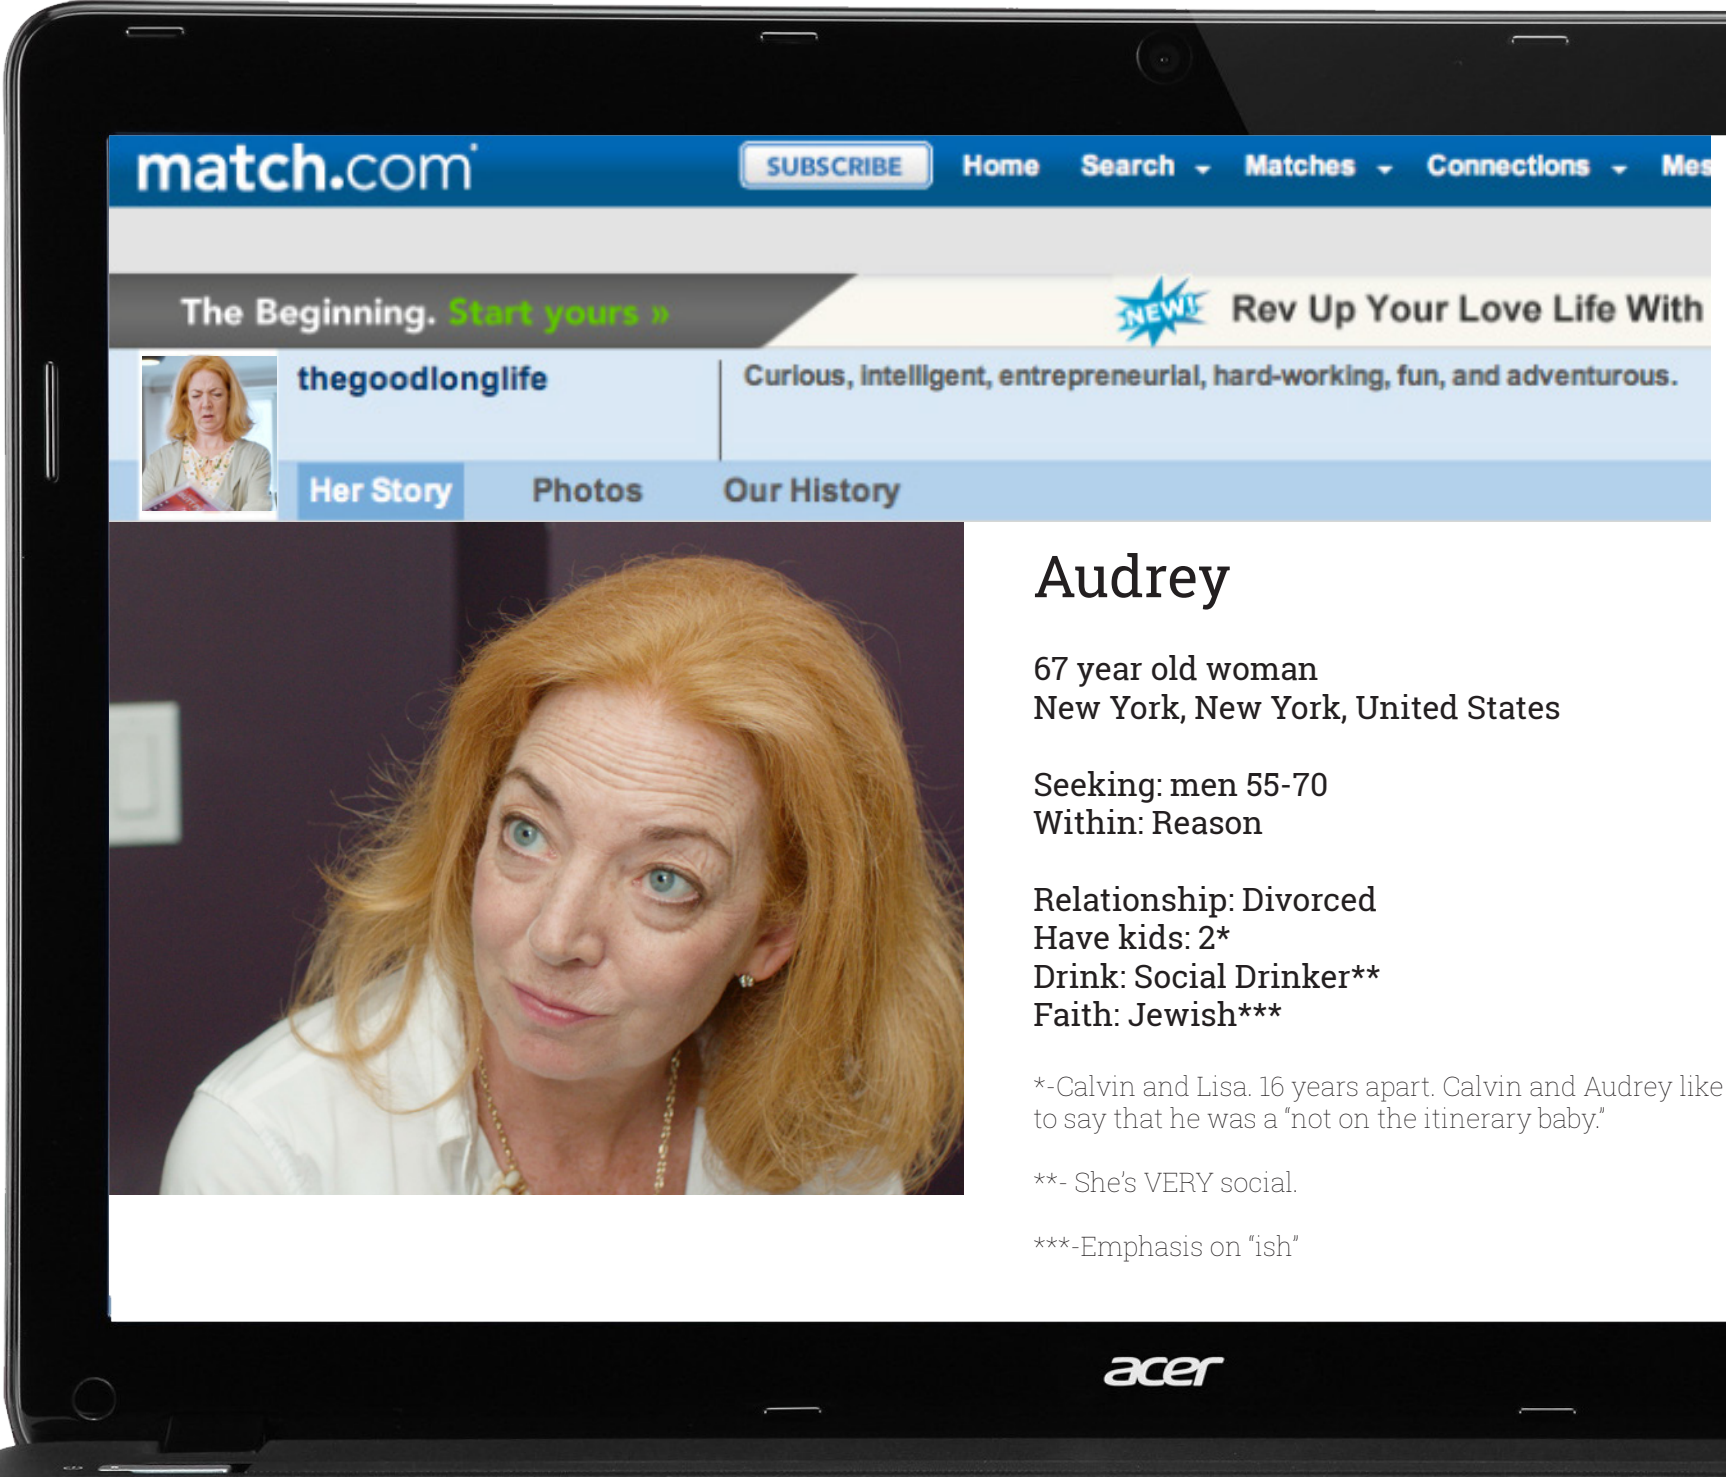 match.com
SUBSCRIBE Home Search Matches Connections Mes
The Beginning. Start yours »
NEW! Rev Up Your Love Life With
thegoodlonglife
Curious, intelligent, entrepreneurial, hard-working, fun, and adventurous.
Her Story Photos Our History
Audrey
67 year old woman
New York, New York, United States
Seeking: men 55-70
Within: Reason
Relationship: Divorced
Have kids: 2*
Drink: Social Drinker**
Faith: Jewish***
*-Calvin and Lisa. 16 years apart. Calvin and Audrey like
to say that he was a "not on the itinerary baby."
**- She's VERY social.
***-Emphasis on "ish"
acer